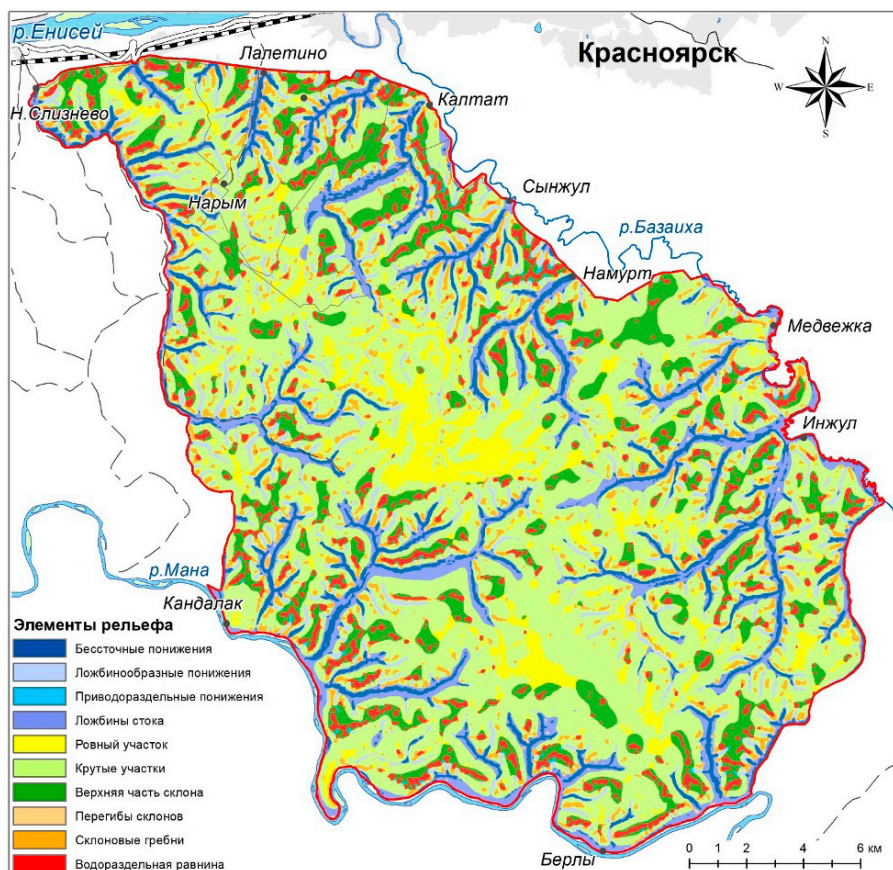 р.Енисей
Лалетино
Красноярск
N
W E
S
Калтат
Н.Слизнево
Сынжул
Нарым
р.Базаиха
Намурт
Медвежка
Инжул
р.Мана
Кандалак
Элементы рельефа
Бессточные понижения
Ложбинообразные понижения
Приводораздельные понижения
Ложбины стока
Ровный участок
Крутые участки
Верхняя часть склона
Перегибы склонов
Склоновые гребни
Водораздельная равнина
Берлы
0 2 4 6 км